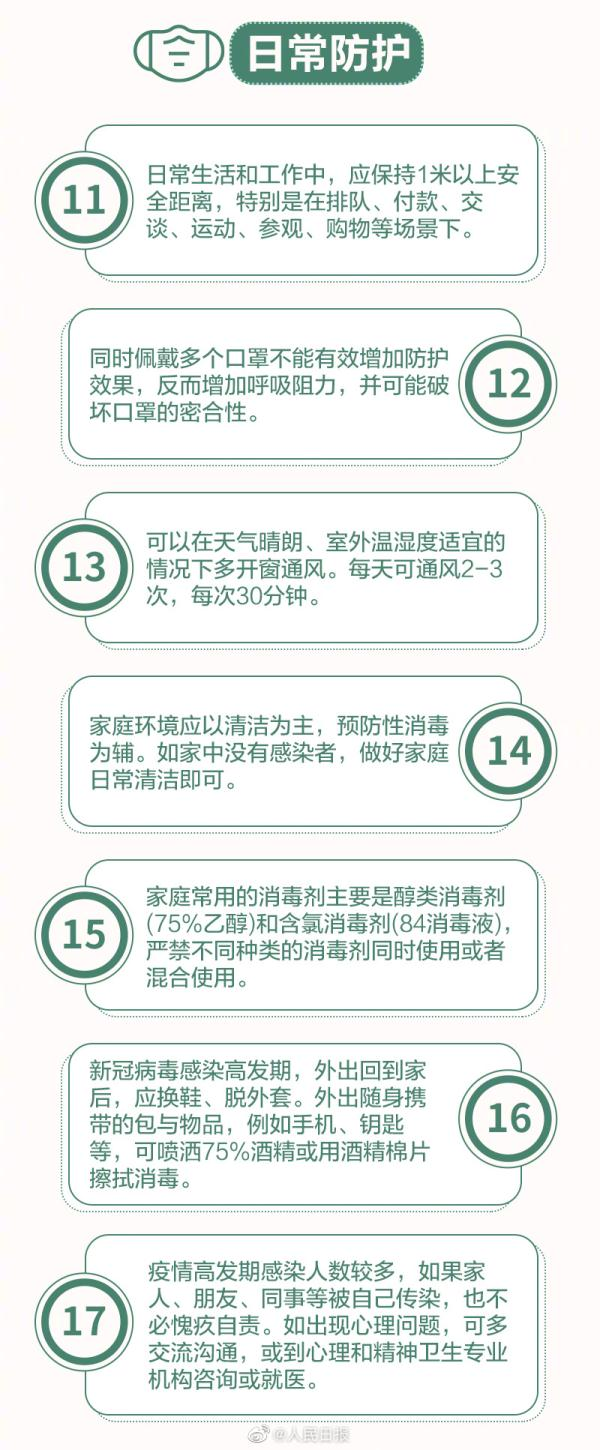 日常防护
11
日常生活和工作中，应保持1米以上安
全距离，特别是在排队、付款、交
谈、运动、参观、购物等场景下。
同时佩戴多个口罩不能有效增加防护
效果，反而增加呼吸阻力，并可能破
坏口罩的密合性。
12
13
可以在天气晴朗、室外温湿度适宜的
情况下多开窗通风。每天可通风2-3
次，每次30分钟。
家庭环境应以清洁为主，预防性消毒
为辅。如家中没有感染者，做好家庭
日常清洁即可。
14
15
家庭常用的消毒剂主要是醇类消毒剂
(75%乙醇)和含氯消毒剂(84消毒液)，
严禁不同种类的消毒剂同时使用或者
混合使用。
新冠病毒感染高发期，外出回到家
后，应换鞋、脱外套。外出随身携
带的包与物品，例如手机、钥匙
等，可喷洒75%酒精或用酒精棉片
擦拭消毒。
16
17
疫情高发期感染人数较多，如果家
人、朋友、同事等被自己传染，也不
必愧疚自责。如出现心理问题，可多
交流沟通，或到心理和精神卫生专业
机构咨询或就医。
@人民日报